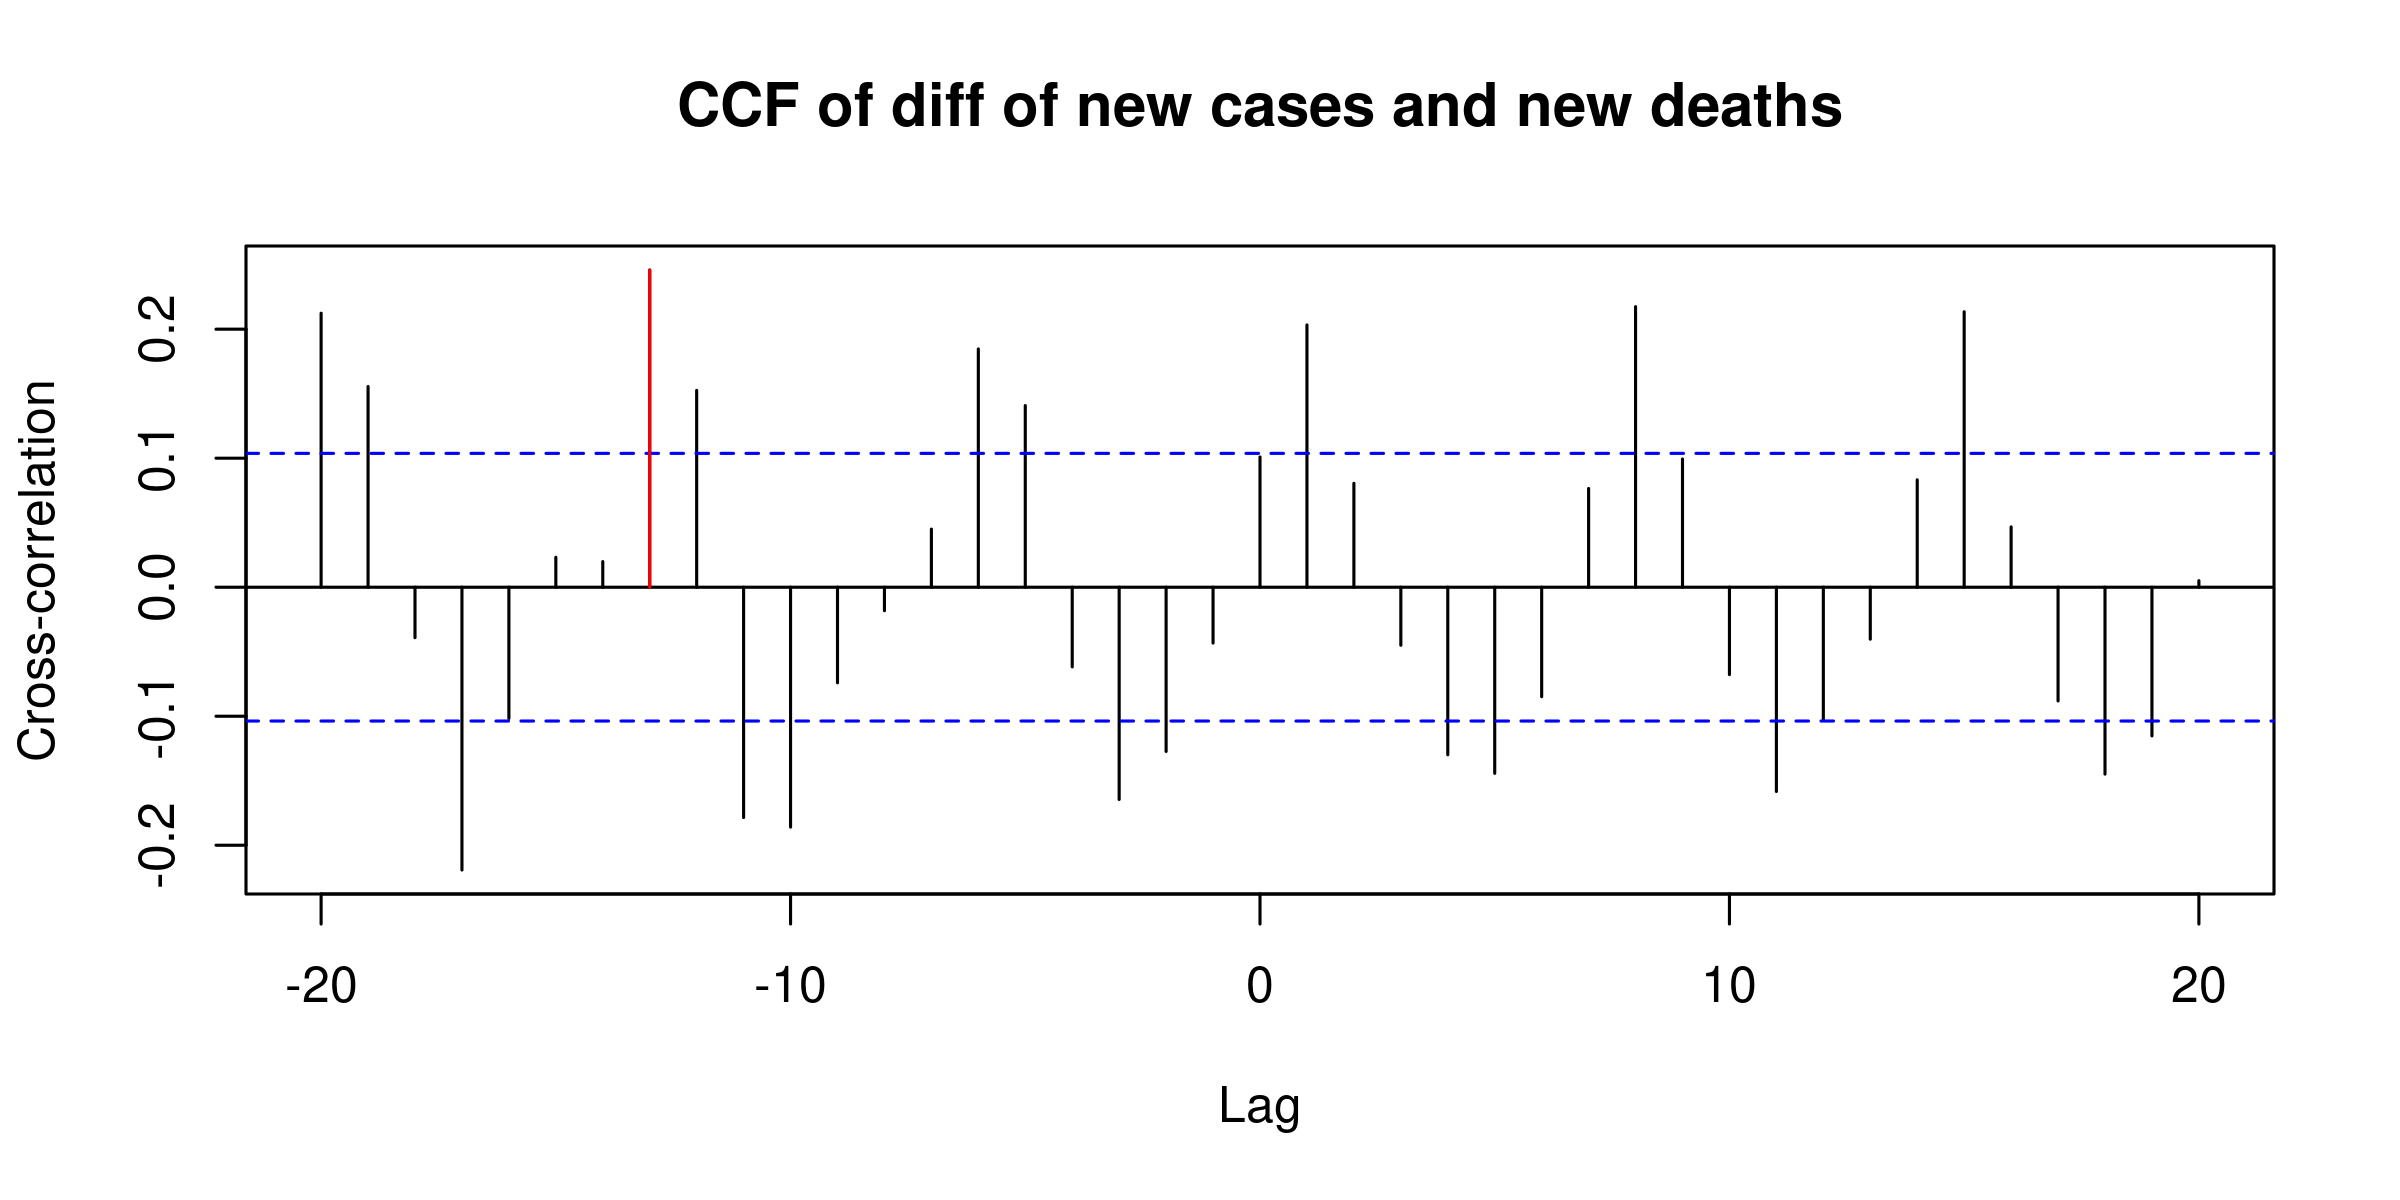 CCF of diff of new cases and new deaths
Cross-correlation
0.2
0.1
0.0
-0.1
-0.2
-20 -10 0 10 20
Lag